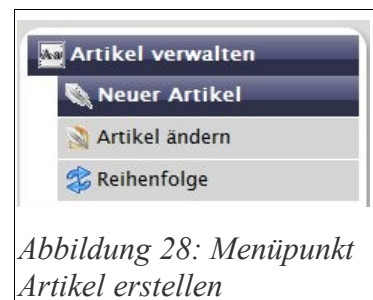 Artikel verwalten
Neuer Artikel
Artikel ändern
Reihenfolge
Abbildung 28: Menüpunkt
Artikel erstellen